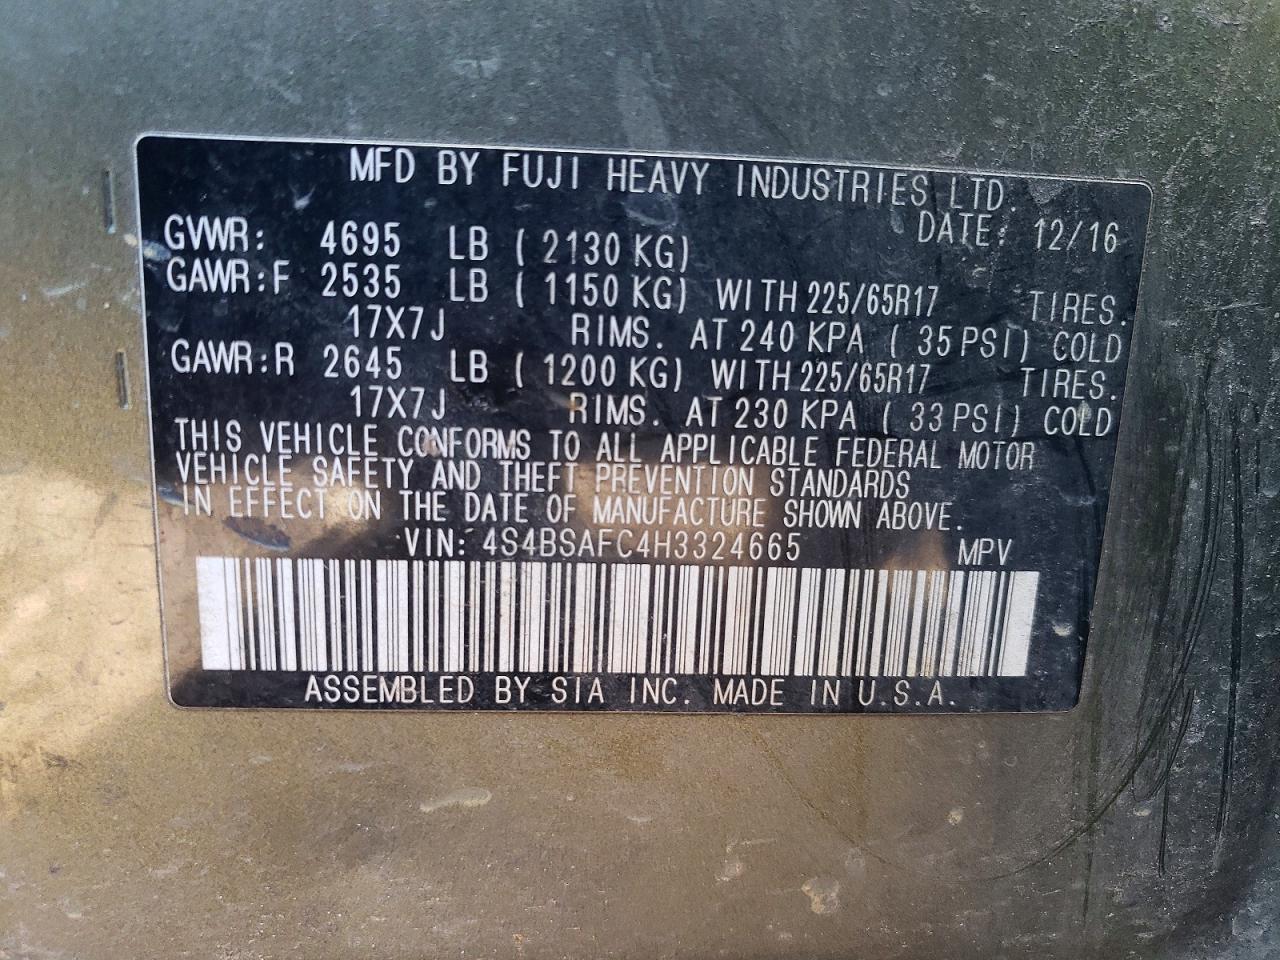 MFD BY FUJI HEAVY INDUSTRIES LTD.
DATE: 12/16
GVWR: 4695 LB ( 2130 KG)
GAWR:F 2535 LB ( 1150 KG) WITH 225/65R17 TIRES.
17X7J RIMS. AT 240 KPA ( 35 PSI) COLD
GAWR:R 2645 LB ( 1200 KG) WITH 225/65R17 TIRES.
17X7J RIMS. AT 230 KPA ( 33 PSI) COLD
THIS VEHICLE CONFORMS TO ALL APPLICABLE FEDERAL MOTOR
VEHICLE SAFETY AND THEFT PREVENTION STANDARDS
IN EFFECT ON THE DATE OF MANUFACTURE SHOWN ABOVE.
VIN: 4S4BSAFC4H3324665 MPV
ASSEMBLED BY SIA INC. MADE IN U.S.A.